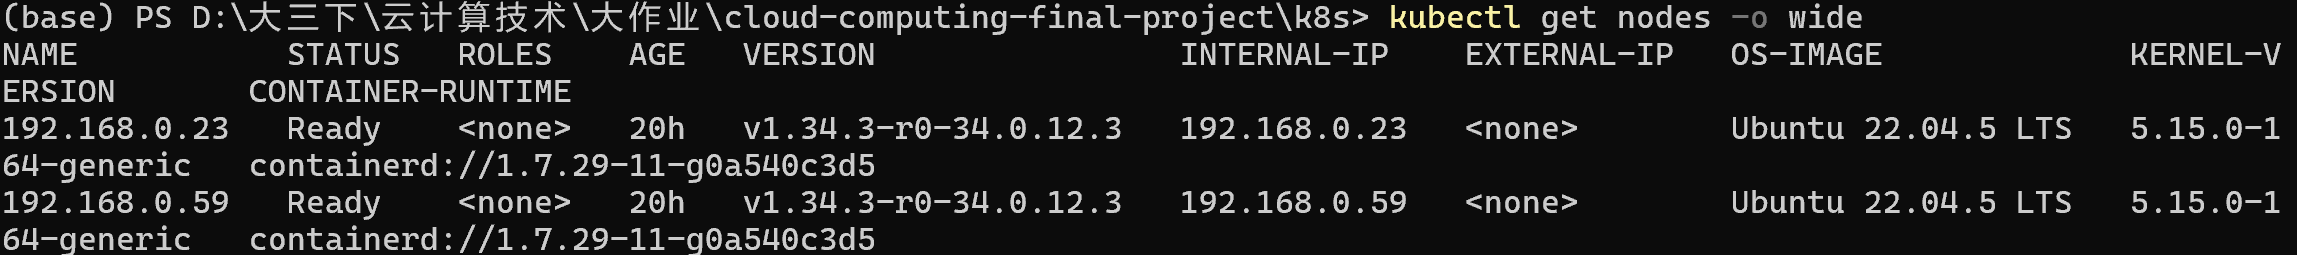 (base) PS D:\大三下\云计算技术\大作业\cloud-computing-final-project\k8s> kubectl get nodes -o wide
NAME STATUS ROLES AGE VERSION INTERNAL-IP EXTERNAL-IP OS-IMAGE KERNEL-V
ERSION CONTAINER-RUNTIME
192.168.0.23 Ready <none> 20h v1.34.3-r0-34.0.12.3 192.168.0.23 <none> Ubuntu 22.04.5 LTS 5.15.0-1
64-generic containerd://1.7.29-11-g0a540c3d5
192.168.0.59 Ready <none> 20h v1.34.3-r0-34.0.12.3 192.168.0.59 <none> Ubuntu 22.04.5 LTS 5.15.0-1
64-generic containerd://1.7.29-11-g0a540c3d5